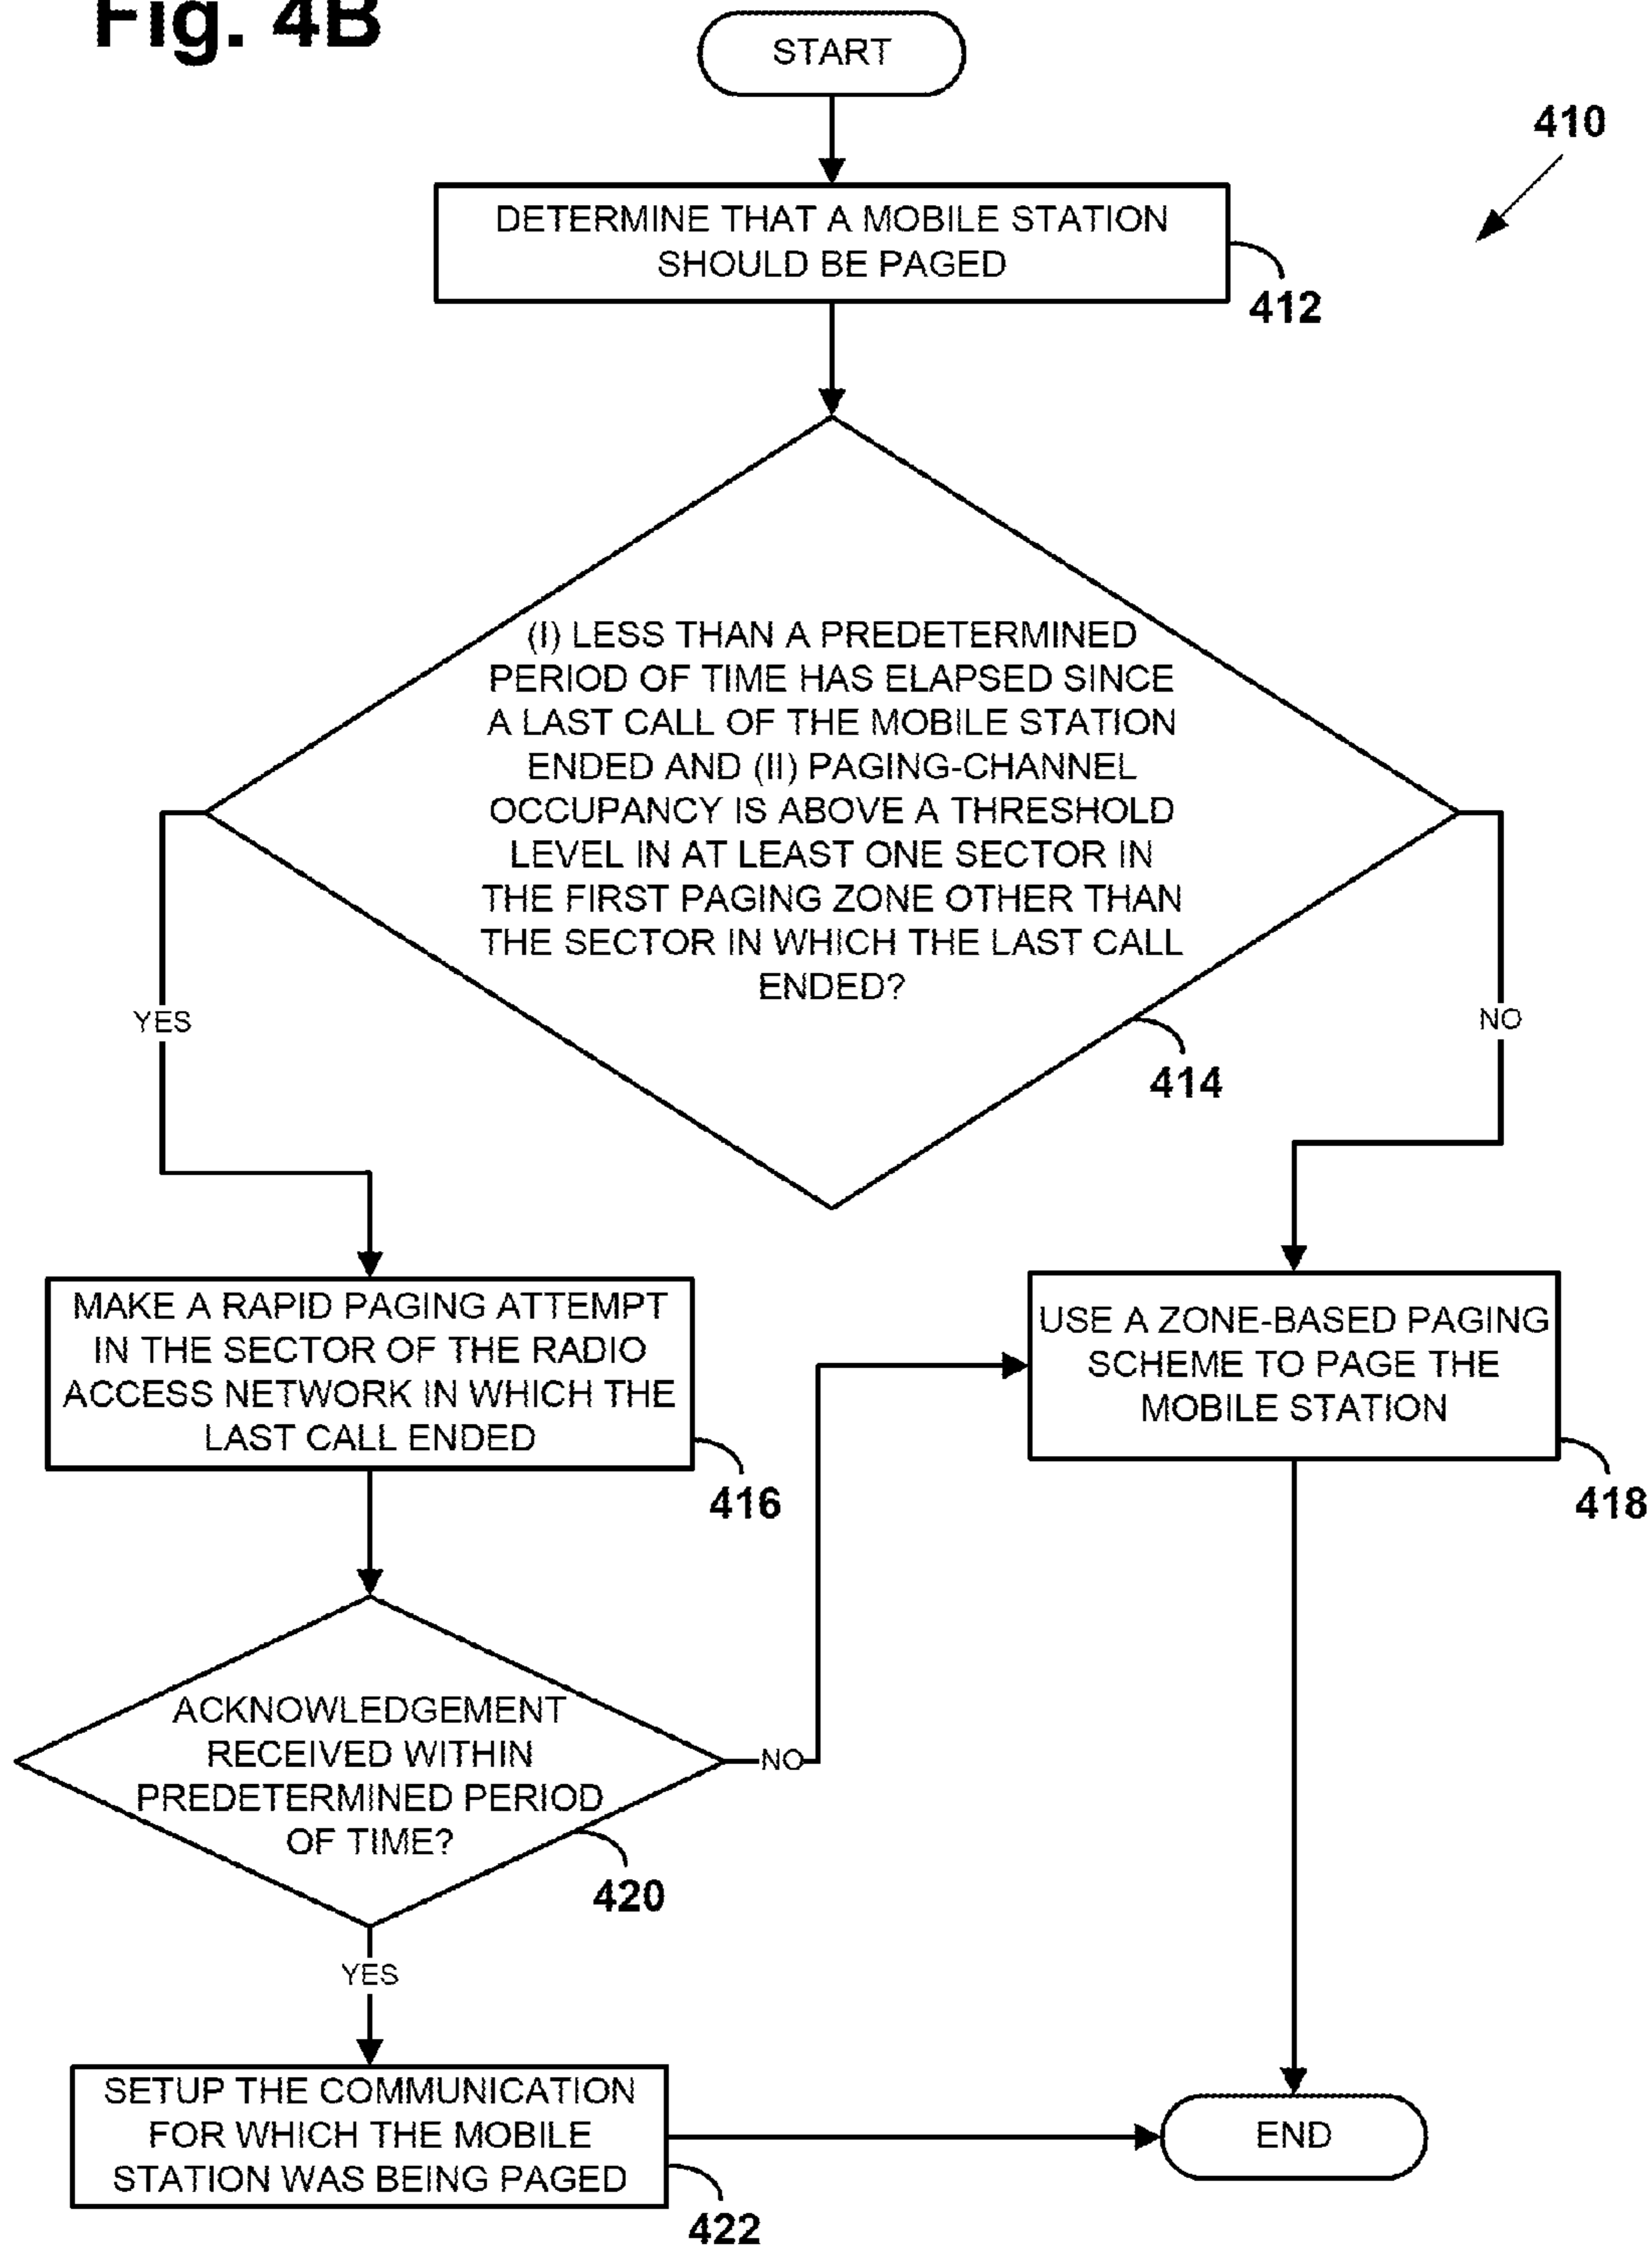 Fig. 4B
START
410
DETERMINE THAT A MOBILE STATION
SHOULD BE PAGED
412
(I) LESS THAN A PREDETERMINED
PERIOD OF TIME HAS ELAPSED SINCE
A LAST CALL OF THE MOBILE STATION
ENDED AND (II) PAGING-CHANNEL
OCCUPANCY IS ABOVE A THRESHOLD
LEVEL IN AT LEAST ONE SECTOR IN
THE FIRST PAGING ZONE OTHER THAN
THE SECTOR IN WHICH THE LAST CALL
ENDED?
YES
NO
414
MAKE A RAPID PAGING ATTEMPT
IN THE SECTOR OF THE RADIO
ACCESS NETWORK IN WHICH THE
LAST CALL ENDED
416
USE A ZONE-BASED PAGING
SCHEME TO PAGE THE
MOBILE STATION
418
ACKNOWLEDGEMENT
RECEIVED WITHIN
PREDETERMINED PERIOD
OF TIME?
NO
420
YES
SETUP THE COMMUNICATION
FOR WHICH THE MOBILE
STATION WAS BEING PAGED
422
END